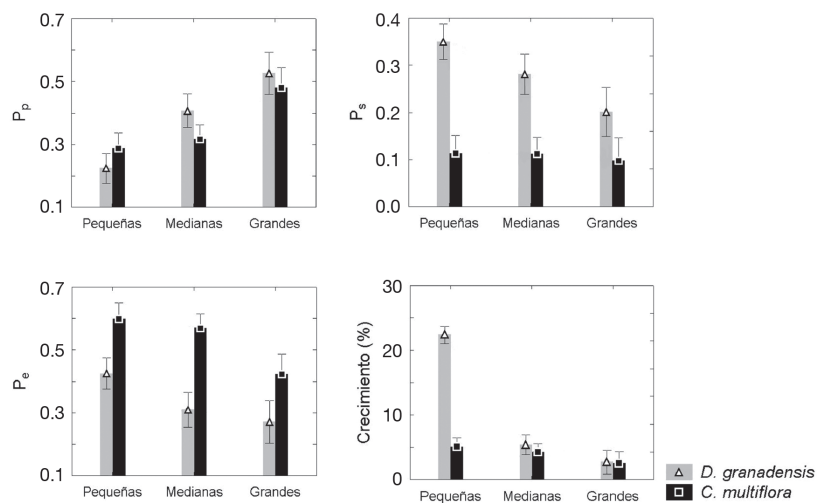 0.7
0.5
0.3
0.1
Pp
Pequeñas Medianas Grandes
0.4
0.3
0.2
0.1
0.0
Ps
Pequeñas Medianas Grandes
0.7
0.5
0.3
0.1
Pe
Pequeñas Medianas Grandes
30
20
10
0
Crecimiento (%)
Pequeñas Medianas Grandes
D. granadensis
C. multiflora